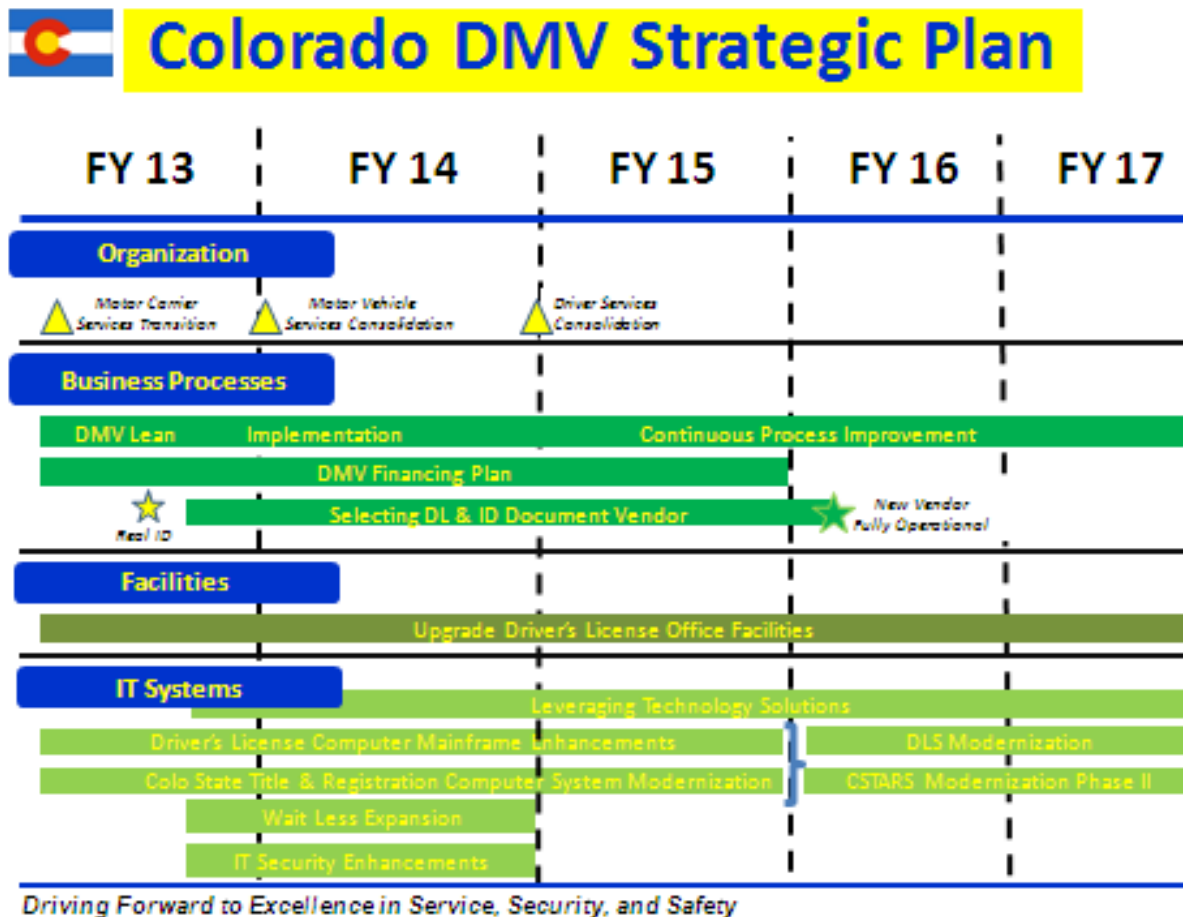 Colorado DMV Strategic Plan
FY 13
FY 14
FY 15
FY 16
FY 17
Organization
Motor Carrier
Services Transition
Motor Vehicle
Services Consolidation
Driver Services
Consolidation
Business Processes
DMV Lean Implementation Continuous Process Improvement
DMV Financing Plan
Selecting DL & ID Document Vendor
Real ID
New Vendor
Fully Operational
Facilities
Upgrade Driver's License Office Facilities
IT Systems
Leveraging Technology Solutions
Driver's License Computer Mainframe Enhancements
DLS Modernization
Colo State Title & Registration Computer System Modernization
CSTARS Modernization Phase II
Wait Less Expansion
IT Security Enhancements
Driving Forward to Excellence in Service, Security, and Safety